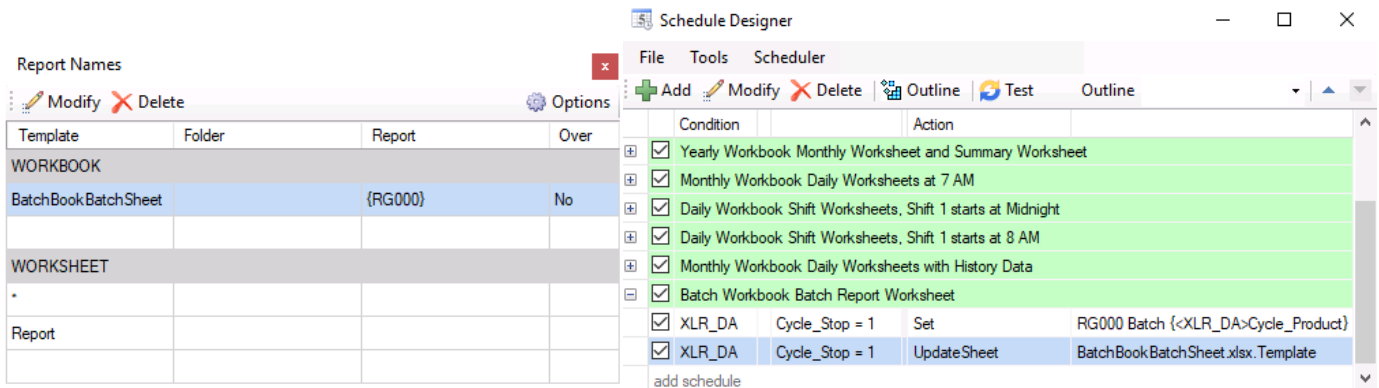 Report Names
Modify Delete Options
Template Folder Report Over
WORKBOOK
BatchBookBatchSheet {RG000} No
WORKSHEET
*
Report
Schedule Designer
File Tools Scheduler
Add Modify Delete Outline Test Outline
Condition Action
Yearly Workbook Monthly Worksheet and Summary Worksheet
Monthly Workbook Daily Worksheets at 7 AM
Daily Workbook Shift Worksheets, Shift 1 starts at Midnight
Daily Workbook Shift Worksheets, Shift 1 starts at 8 AM
Monthly Workbook Daily Worksheets with History Data
Batch Workbook Batch Report Worksheet
XLR_DA Cycle_Stop = 1 Set RG000 Batch {<XLR_DA>Cycle_Product}
XLR_DA Cycle_Stop = 1 UpdateSheet BatchBookBatchSheet.xlsx.Template
add schedule